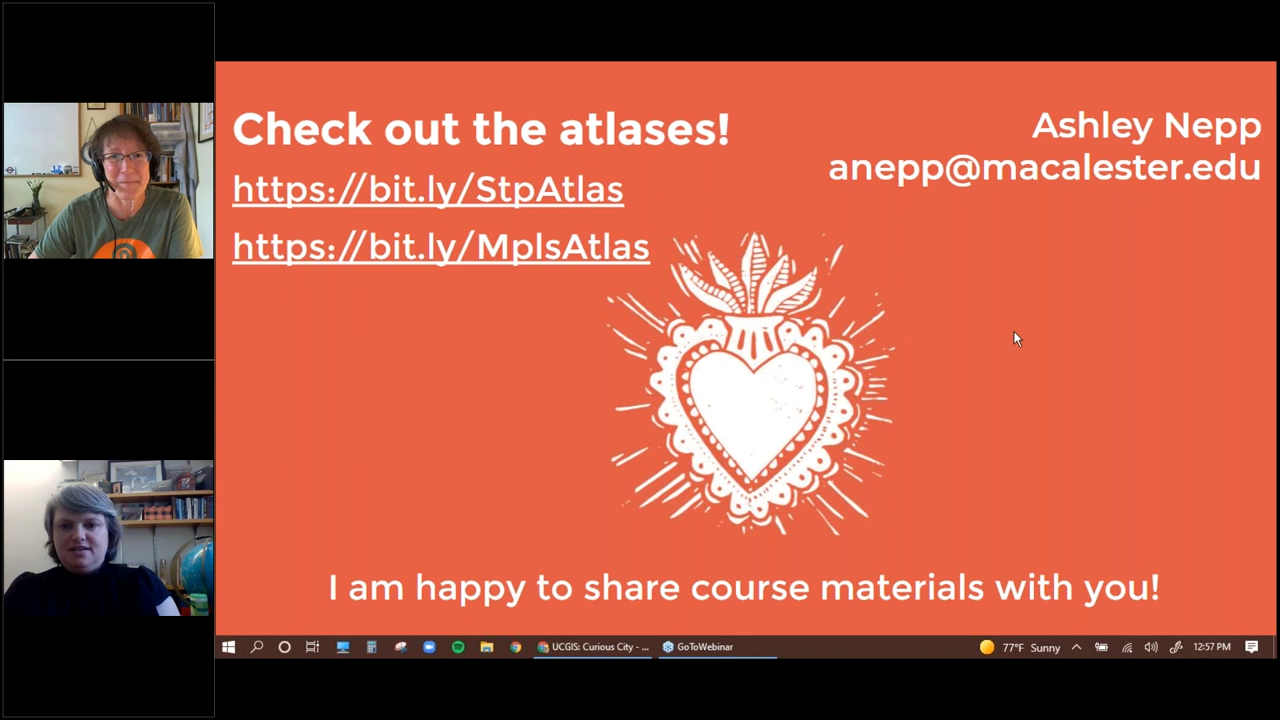 Check out the atlases!
https://bit.ly/StpAtlas
https://bit.ly/MplsAtlas
Ashley Nepp
anepp@macalester.edu
I am happy to share course materials with you!
UCGIS: Curious City - ...
GoToWebinar
77°F Sunny
12:57 PM